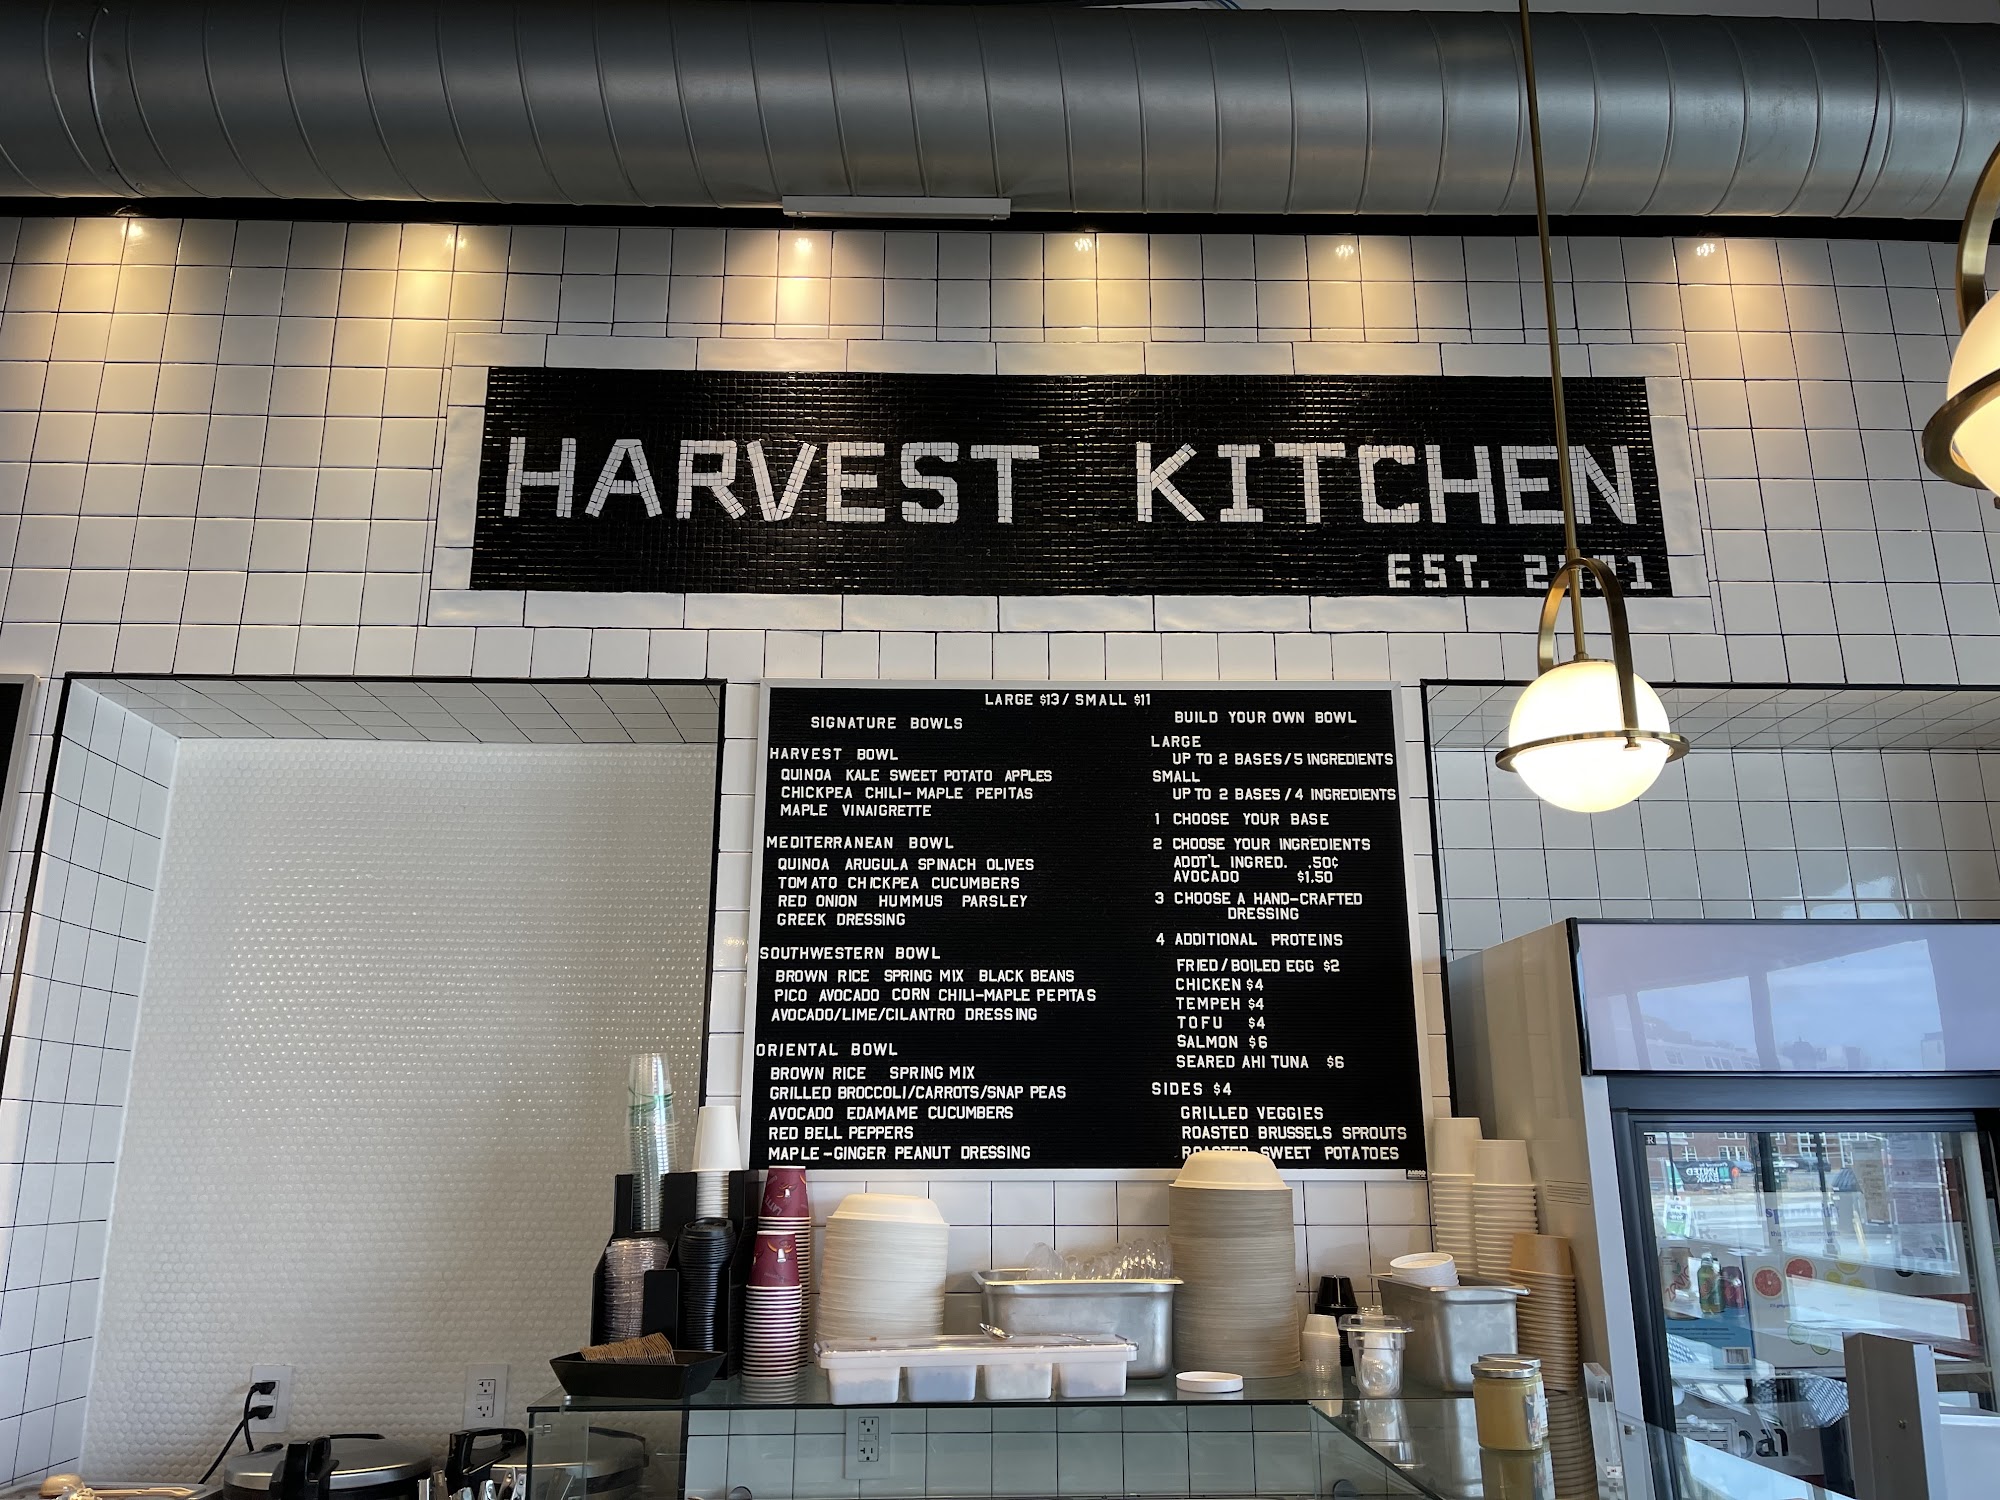 HARVEST KITCHEN
EST.
LARGE $13/ SMALL $11
SIGNATURE BOWLS
HARVEST BOWL
QUINOA KALE SWEET POTATO APPLES
CHICKPEA CHILI-MAPLE PEPITAS
MAPLE VINAIGRETTE
MEDITERRANEAN BOWL
QUINOA ARUGULA SPINACH OLIVES
TOMATO CHICKPEA CUCUMBERS
RED ONION HUMMUS PARSLEY
GREEK DRESSING
SOUTHWESTERN BOWL
BROWN RICE SPRING MIX BLACK BEANS
PICO AVOCADO CORN CHILI-MAPLE PEPITAS
AVOCADO/LIME/CILANTRO DRESSING
ORIENTAL BOWL
BROWN RICE SPRING MIX
GRILLED BROCCOLI/CARROTS/SNAP PEAS
AVOCADO EDAMAME CUCUMBERS
RED BELL PEPPERS
MAPLE-GINGER PEANUT DRESSING
BUILD YOUR OWN BOWL
LARGE
UP TO 2 BASES/5 INGREDIENTS
SMALL
UP TO 2 BASES/4 INGREDIENTS
1 CHOOSE YOUR BASE
2 CHOOSE YOUR INGREDIENTS
ADDT'L INGRED. .50¢
AVOCADO $1.50
3 CHOOSE A HAND-CRAFTED
DRESSING
4 ADDITIONAL PROTEINS
FRIED/BOILED EGG $2
CHICKEN $4
TEMPEH $4
TOFU $4
SALMON $6
SEARED AHI TUNA $6
SIDES $4
GRILLED VEGGIES
ROASTED BRUSSELS SPROUTS
ROASTED SWEET POTATOES